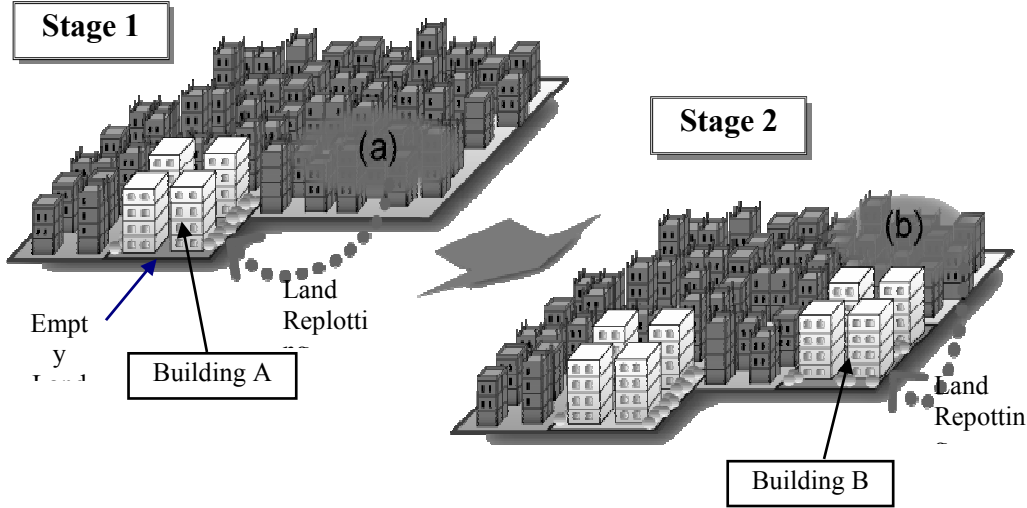 Stage 1
(a)
Land
Replotti
Empt
y
Building A
Stage 2
(b)
Land
Repottin
Building B